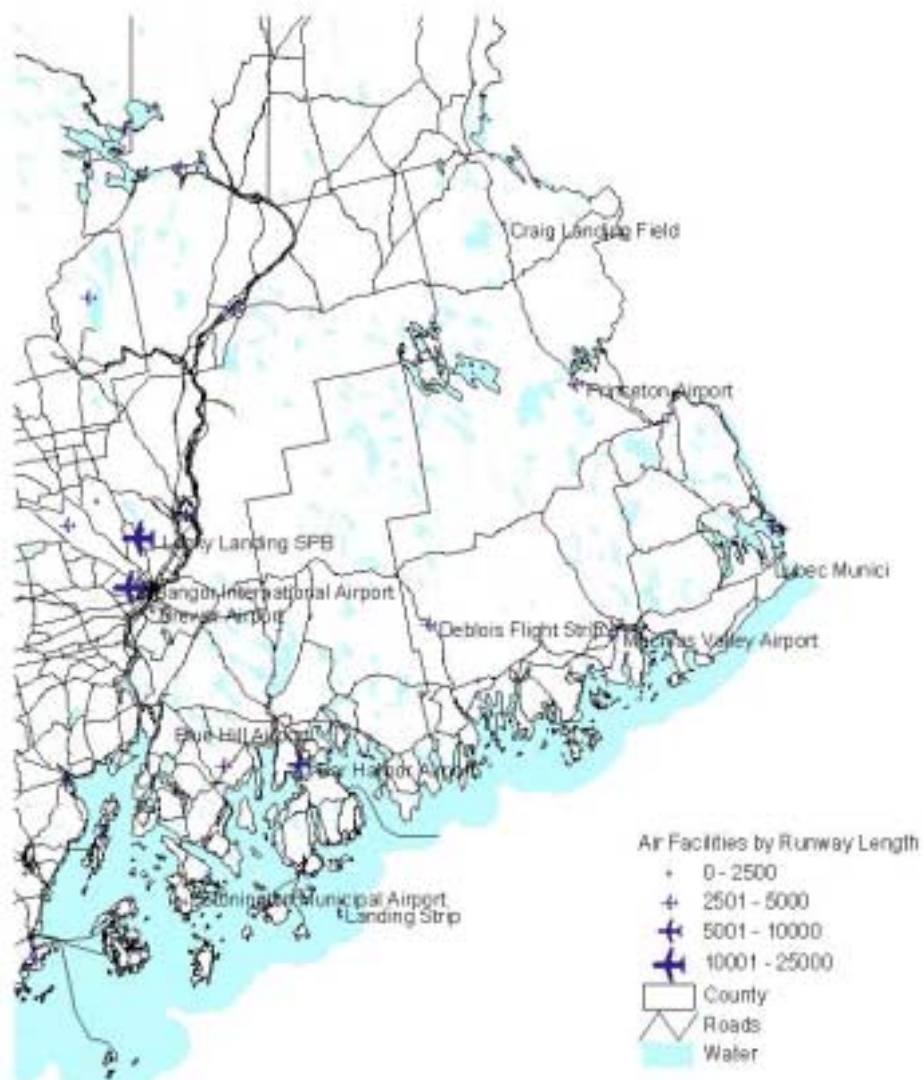 Craig Landing Field
Princeton Airport
Lucky Landing SPB
Bangor International Airport
Brewer Airport
Lubec Munici
Deblois Flight Strip
Machias Valley Airport
Blue Hill Airport
Bar Harbor Airport
Stonington Municipal Airport
Landing Strip
Air Facilities by Runway Length
0 - 2500
2501 - 5000
5001 - 10000
10001 - 25000
County
Roads
Water